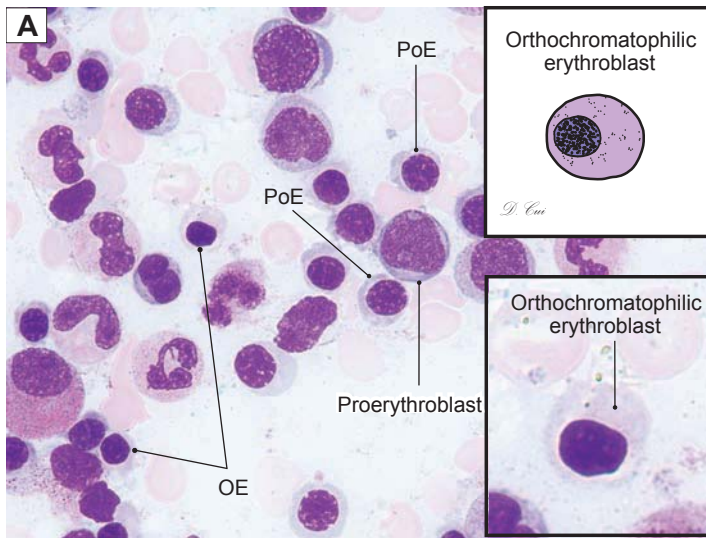 A
PoE
PoE
Proerythroblast
OE
Orthochromatophilic
erythroblast
D. Cui
Orthochromatophilic
erythroblast